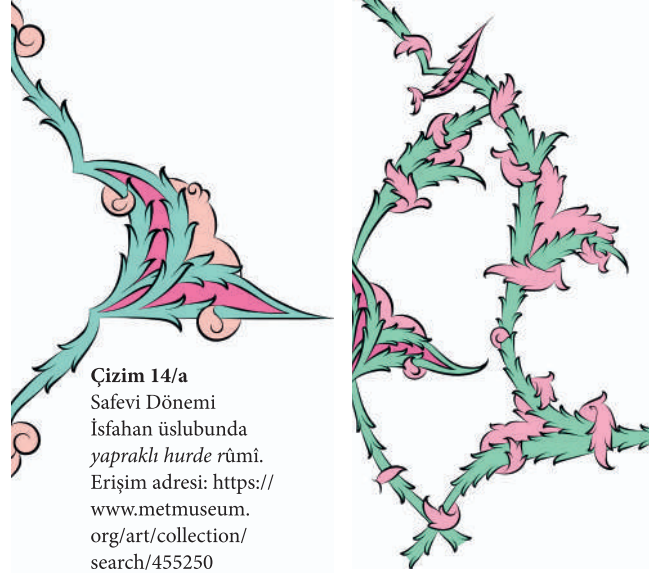 Çizim 14/a
Safevi Dönemi
İsfahan üslubunda
yapraklı hurde rûmî.
Erişim adresi: https://
www.metmuseum.
org/art/collection/
search/455250